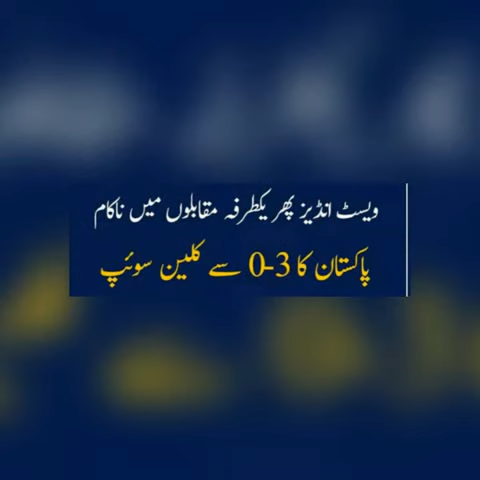 ویسٹ انڈیز پھر یکطرفہ مقابلوں میں ناکام
پاکستان کا 3-0 سے کلین سوئپ